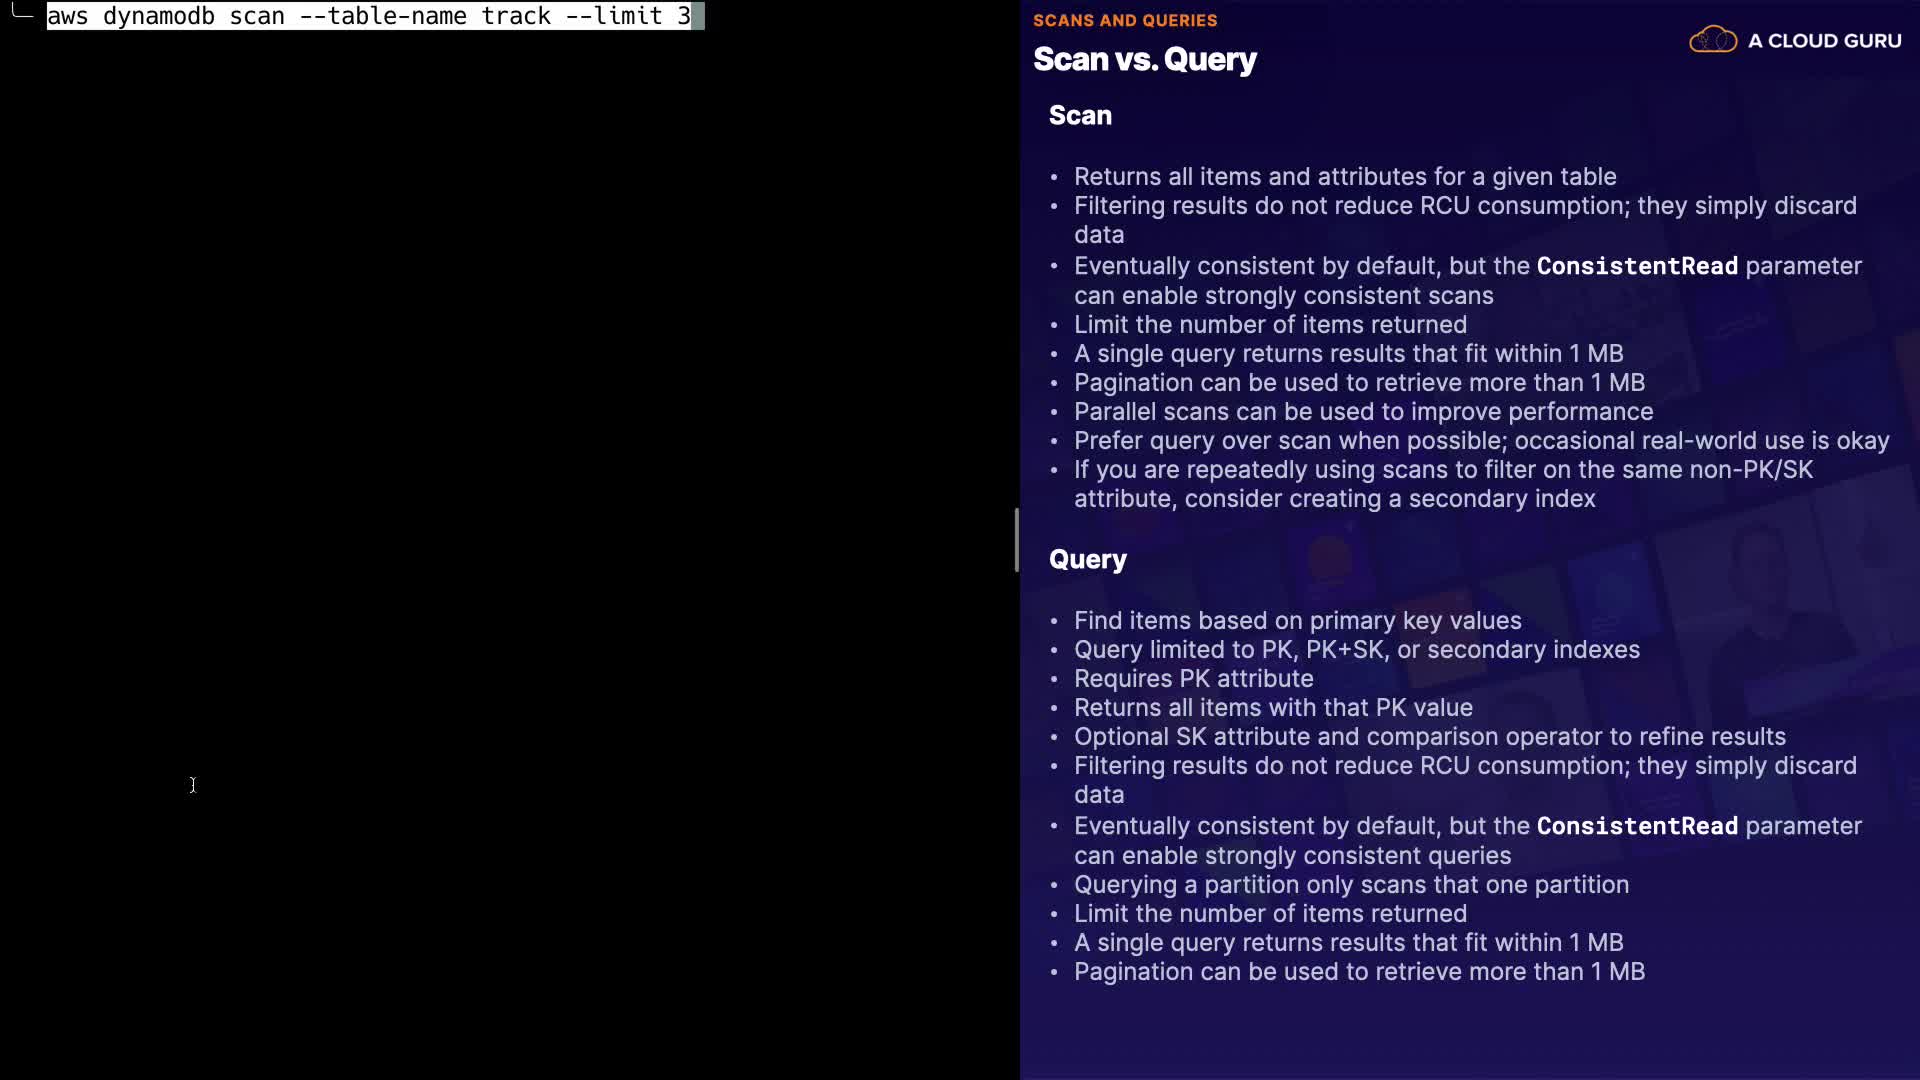 aws dynamodb scan --table-name track --limit 3
SCANS AND QUERIES
A CLOUD GURU
Scan vs. Query
Scan
• Returns all items and attributes for a given table
• Filtering results do not reduce RCU consumption; they simply discard
data
• Eventually consistent by default, but the ConsistentRead parameter
can enable strongly consistent scans
• Limit the number of items returned
• A single query returns results that fit within 1 MB
• Pagination can be used to retrieve more than 1 MB
• Parallel scans can be used to improve performance
• Prefer query over scan when possible; occasional real-world use is okay
• If you are repeatedly using scans to filter on the same non-PK/SK
attribute, consider creating a secondary index
Query
• Find items based on primary key values
• Query limited to PK, PK+SK, or secondary indexes
• Requires PK attribute
• Returns all items with that PK value
• Optional SK attribute and comparison operator to refine results
• Filtering results do not reduce RCU consumption; they simply discard
data
• Eventually consistent by default, but the ConsistentRead parameter
can enable strongly consistent queries
• Querying a partition only scans that one partition
• Limit the number of items returned
• A single query returns results that fit within 1 MB
• Pagination can be used to retrieve more than 1 MB